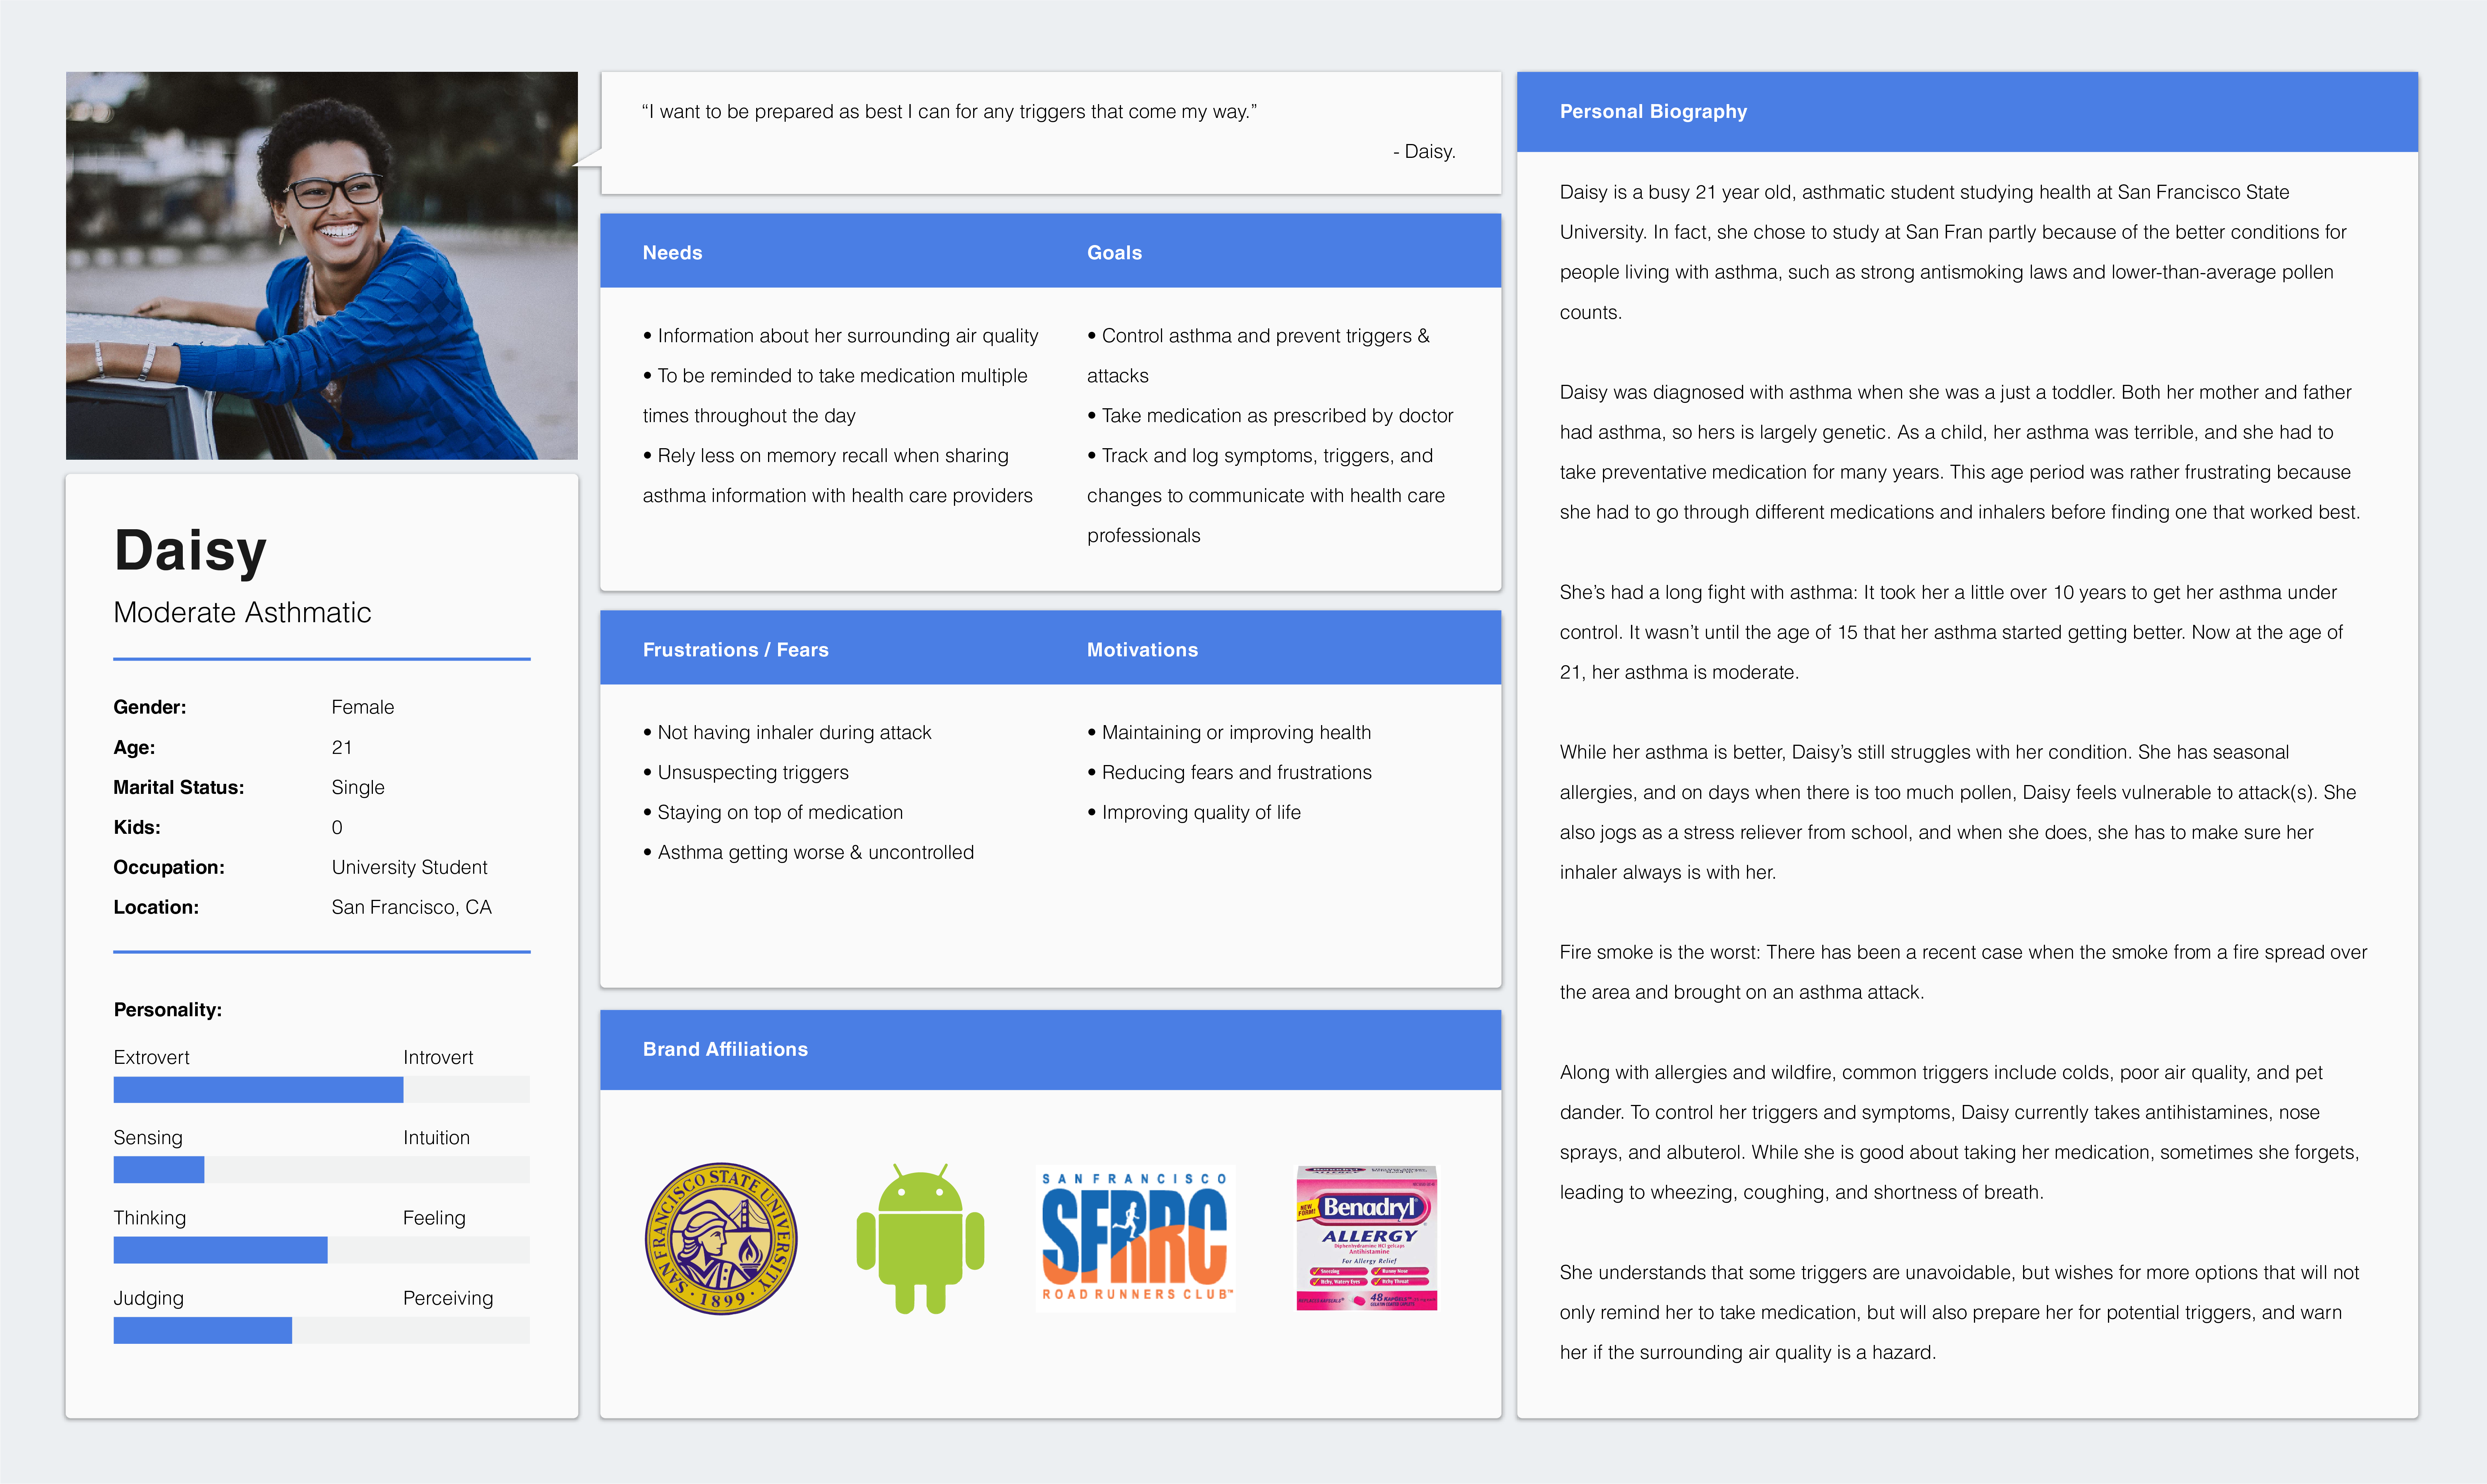 “I want to be prepared as best I can for any triggers that come my way.”
- Daisy.
Daisy
Moderate Asthmatic
Gender: Female
Age: 21
Marital Status: Single
Kids: 0
Occupation: University Student
Location: San Francisco, CA
Personality:
Extrovert Introvert
Sensing Intuition
Thinking Feeling
Judging Perceiving
Needs
• Information about her surrounding air quality
• To be reminded to take medication multiple
times throughout the day
• Rely less on memory recall when sharing
asthma information with health care providers
Goals
• Control asthma and prevent triggers &
attacks
• Take medication as prescribed by doctor
• Track and log symptoms, triggers, and
changes to communicate with health care
professionals
Frustrations / Fears
• Not having inhaler during attack
• Unsuspecting triggers
• Staying on top of medication
• Asthma getting worse & uncontrolled
Motivations
• Maintaining or improving health
• Reducing fears and frustrations
• Improving quality of life
Brand Affiliations
SAN FRANCISCO STATE UNIVERSITY
· 1899 ·
SAN FRANCISCO
SFRRC
ROAD RUNNERS CLUB™
NEW FORM!
Benadryl
ALLERGY
Diphenhydramine HCl gelcaps
Antihistamine
For Allergy Relief
Sneezing Runny Nose
Itchy, Watery Eyes Itchy Throat
48 KAPSEALS
Personal Biography
Daisy is a busy 21 year old, asthmatic student studying health at San Francisco State
University. In fact, she chose to study at San Fran partly because of the better conditions for
people living with asthma, such as strong antismoking laws and lower-than-average pollen
counts.
Daisy was diagnosed with asthma when she was a just a toddler. Both her mother and father
had asthma, so hers is largely genetic. As a child, her asthma was terrible, and she had to
take preventative medication for many years. This age period was rather frustrating because
she had to go through different medications and inhalers before finding one that worked best.
She’s had a long fight with asthma: It took her a little over 10 years to get her asthma under
control. It wasn’t until the age of 15 that her asthma started getting better. Now at the age of
21, her asthma is moderate.
While her asthma is better, Daisy’s still struggles with her condition. She has seasonal
allergies, and on days when there is too much pollen, Daisy feels vulnerable to attack(s). She
also jogs as a stress reliever from school, and when she does, she has to make sure her
inhaler always is with her.
Fire smoke is the worst: There has been a recent case when the smoke from a fire spread over
the area and brought on an asthma attack.
Along with allergies and wildfire, common triggers include colds, poor air quality, and pet
dander. To control her triggers and symptoms, Daisy currently takes antihistamines, nose
sprays, and albuterol. While she is good about taking her medication, sometimes she forgets,
leading to wheezing, coughing, and shortness of breath.
She understands that some triggers are unavoidable, but wishes for more options that will not
only remind her to take medication, but will also prepare her for potential triggers, and warn
her if the surrounding air quality is a hazard.